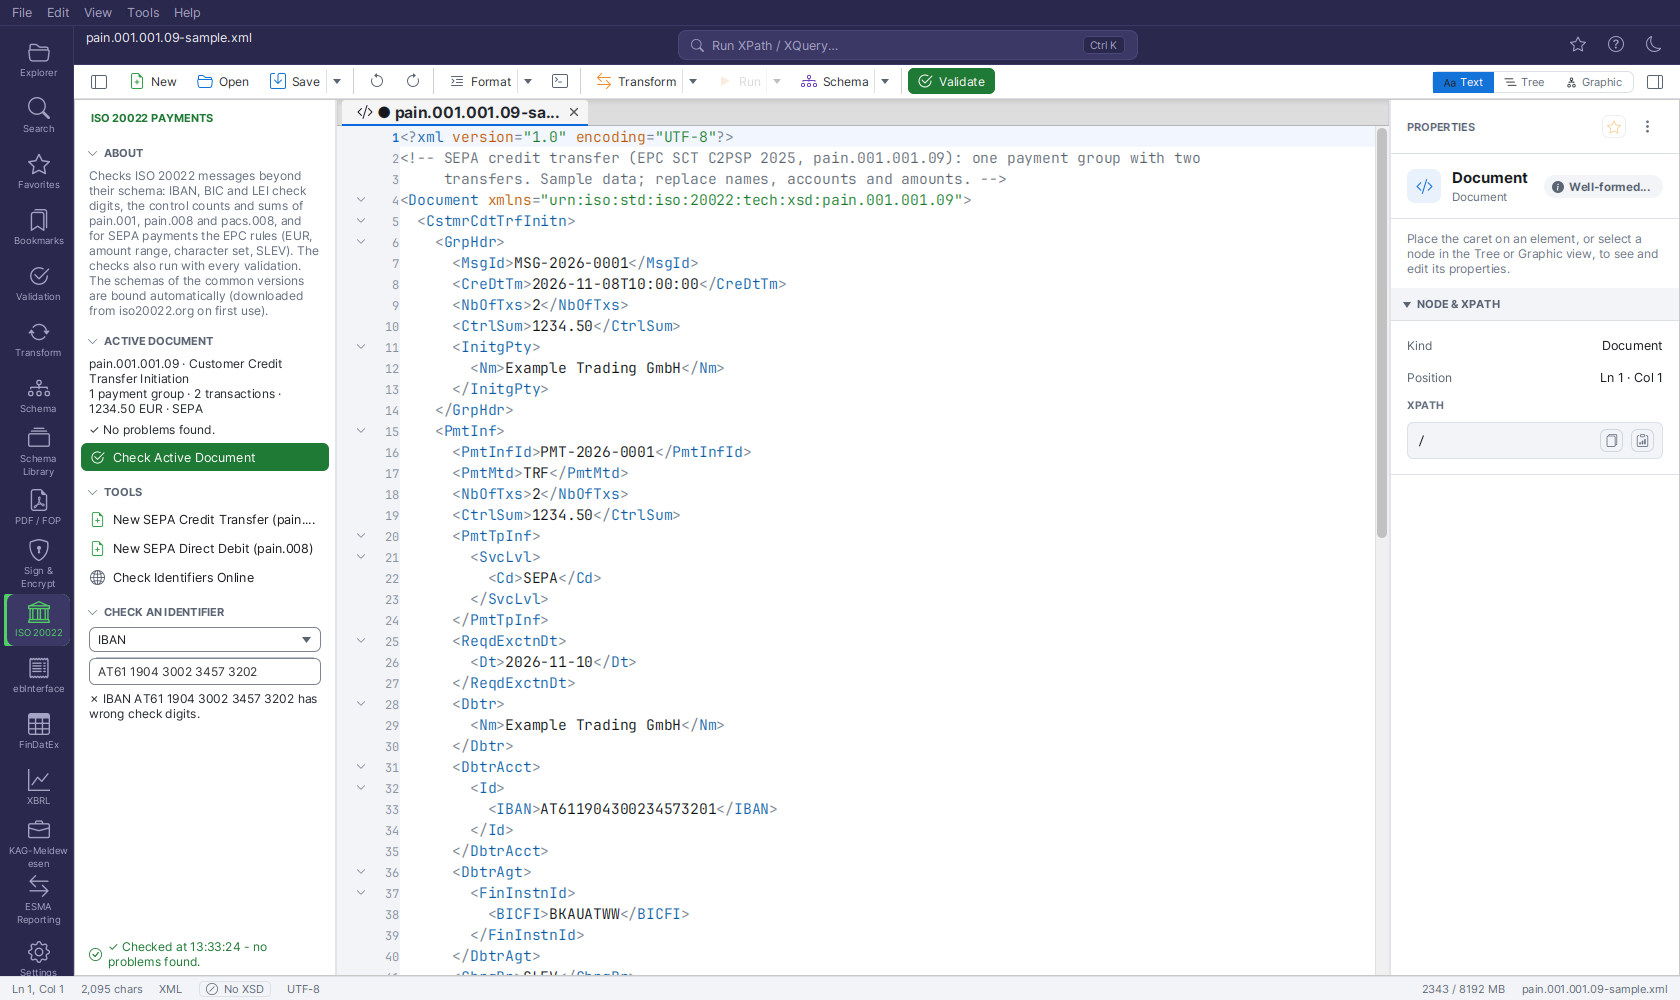 File Edit View Tools Help
pain.001.001.09-sample.xml
Run XPath / XQuery...
Ctrl K
New Open Save Format Transform Run Schema Validate
Aa Text Tree Graphic
Explorer
Search
Favorites
Bookmarks
Validation
Transform
Schema
Schema
Library
PDF / FOP
Sign &
Encrypt
ISO 20022
ebInterface
FinDatEx
XBRL
KAG-Meldew
esen
ESMA
Reporting
Settings
ISO 20022 PAYMENTS
ABOUT
Checks ISO 20022 messages beyond
their schema: IBAN, BIC and LEI check
digits, the control counts and sums of
pain.001, pain.008 and pacs.008, and
for SEPA payments the EPC rules (EUR,
amount range, character set, SLEV). The
checks also run with every validation.
The schemas of the common versions
are bound automatically (downloaded
from iso20022.org on first use).
ACTIVE DOCUMENT
pain.001.001.09 · Customer Credit
Transfer Initiation
1 payment group · 2 transactions ·
1234.50 EUR · SEPA
✓ No problems found.
Check Active Document
TOOLS
New SEPA Credit Transfer (pain....
New SEPA Direct Debit (pain.008)
Check Identifiers Online
CHECK AN IDENTIFIER
IBAN
AT61 1904 3002 3457 3202
× IBAN AT61 1904 3002 3457 3202 has
wrong check digits.
✓ Checked at 13:33:24 - no
problems found.
</> ● pain.001.001.09-sa... ×
1<?xml version="1.0" encoding="UTF-8"?>
2<!-- SEPA credit transfer (EPC SCT C2PSP 2025, pain.001.001.09): one payment group with two
3 transfers. Sample data; replace names, accounts and amounts. -->
4<Document xmlns="urn:iso:std:iso:20022:tech:xsd:pain.001.001.09">
5 <CstmrCdtTrfInitn>
6 <GrpHdr>
7 <MsgId>MSG-2026-0001</MsgId>
8 <CreDtTm>2026-11-08T10:00:00</CreDtTm>
9 <NbOfTxs>2</NbOfTxs>
10 <CtrlSum>1234.50</CtrlSum>
11 <InitgPty>
12 <Nm>Example Trading GmbH</Nm>
13 </InitgPty>
14 </GrpHdr>
15 <PmtInf>
16 <PmtInfId>PMT-2026-0001</PmtInfId>
17 <PmtMtd>TRF</PmtMtd>
18 <NbOfTxs>2</NbOfTxs>
19 <CtrlSum>1234.50</CtrlSum>
20 <PmtTpInf>
21 <SvcLvl>
22 <Cd>SEPA</Cd>
23 </SvcLvl>
24 </PmtTpInf>
25 <ReqdExctnDt>
26 <Dt>2026-11-10</Dt>
27 </ReqdExctnDt>
28 <Dbtr>
29 <Nm>Example Trading GmbH</Nm>
30 </Dbtr>
31 <DbtrAcct>
32 <Id>
33 <IBAN>AT611904300234573201</IBAN>
34 </Id>
35 </DbtrAcct>
36 <DbtrAgt>
37 <FinInstnId>
38 <BICFI>BKAUATWW</BICFI>
39 </FinInstnId>
40 </DbtrAgt>
41 <ChrgBr>SLEV</ChrgBr>
PROPERTIES
Document
Document
Well-formed...
Place the caret on an element, or select a
node in the Tree or Graphic view, to see and
edit its properties.
NODE & XPATH
Kind Document
Position Ln 1 · Col 1
XPATH
/
Ln 1, Col 1 2,095 chars XML No XSD UTF-8 2343 / 8192 MB pain.001.001.09-sample.xml